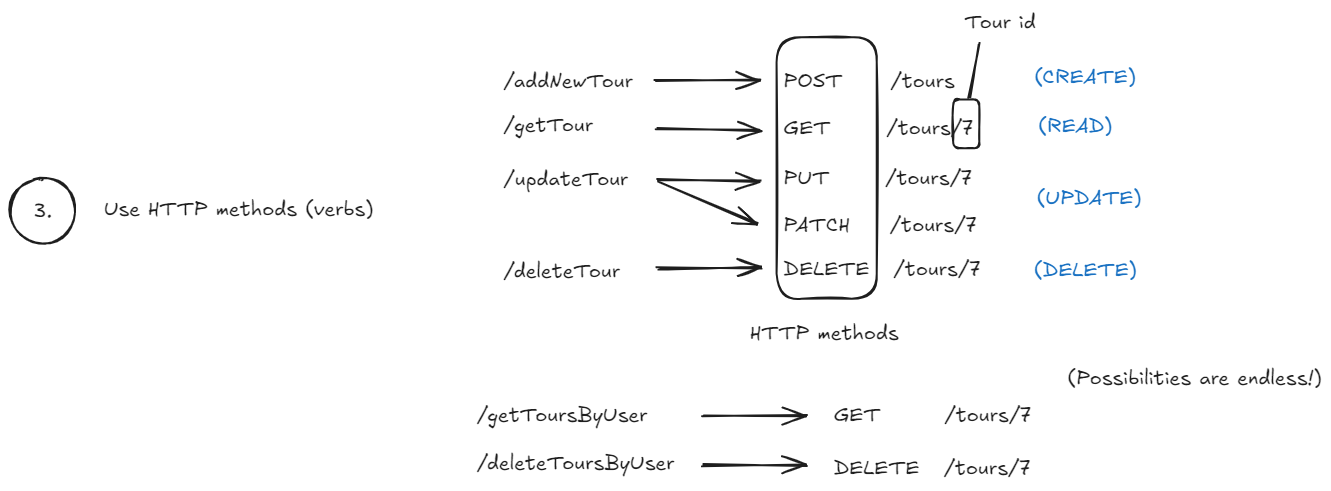 Tour id
/addNewTour POST /tours (CREATE)
/getTour GET /tours/7 (READ)
/updateTour PUT /tours/7
(UPDATE)
3. Use HTTP methods (verbs)
PATCH /tours/7
/deleteTour DELETE /tours/7 (DELETE)
HTTP methods
(Possibilities are endless!)
/getToursByUser GET /tours/7
/deleteToursByUser DELETE /tours/7